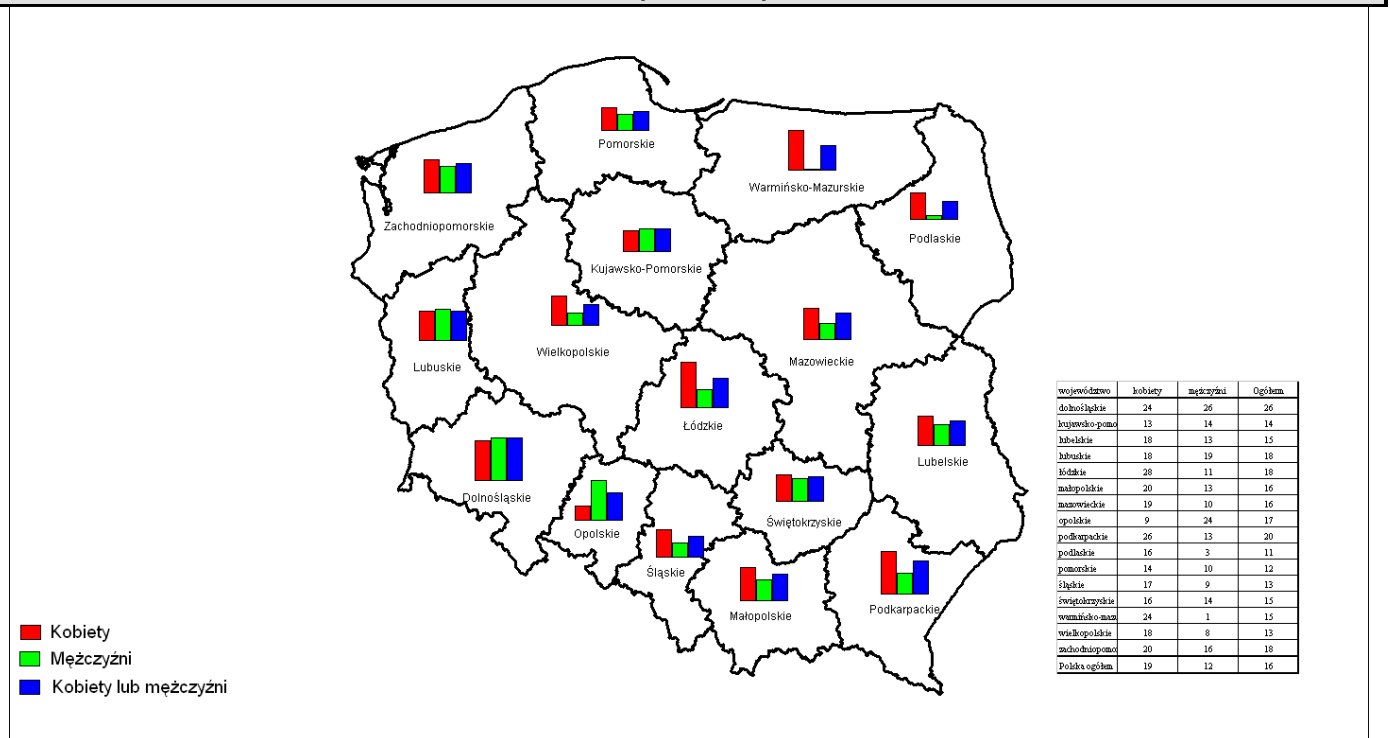 Pomorskie
Warmińsko-Mazurskie
Zachodniopomorskie
Podlaskie
Kujawsko-Pomorskie
Wielkopolskie
Mazowieckie
Lubuskie
Łódzkie
Lubelskie
Dolnośląskie
Świętokrzyskie
Opolskie
Śląskie
Małopolskie
Podkarpackie
Kobiety
Mężczyźni
Kobiety lub mężczyźni
województwo kobiety mężczyźni Ogółem
dolnośląskie 24 26 26
kujawsko-pomo 13 14 14
lubelskie 18 13 15
lubuskie 18 19 18
łódzkie 28 11 18
małopolskie 20 13 16
mazowieckie 19 10 16
opolskie 9 24 17
podkarpackie 26 13 20
podlaskie 16 3 11
pomorskie 14 10 12
śląskie 17 9 13
świętokrzyskie 16 14 15
warmińsko-maz 24 1 15
wielkopolskie 18 8 13
zachodniopomo 20 16 18
Polska ogółem 19 12 16